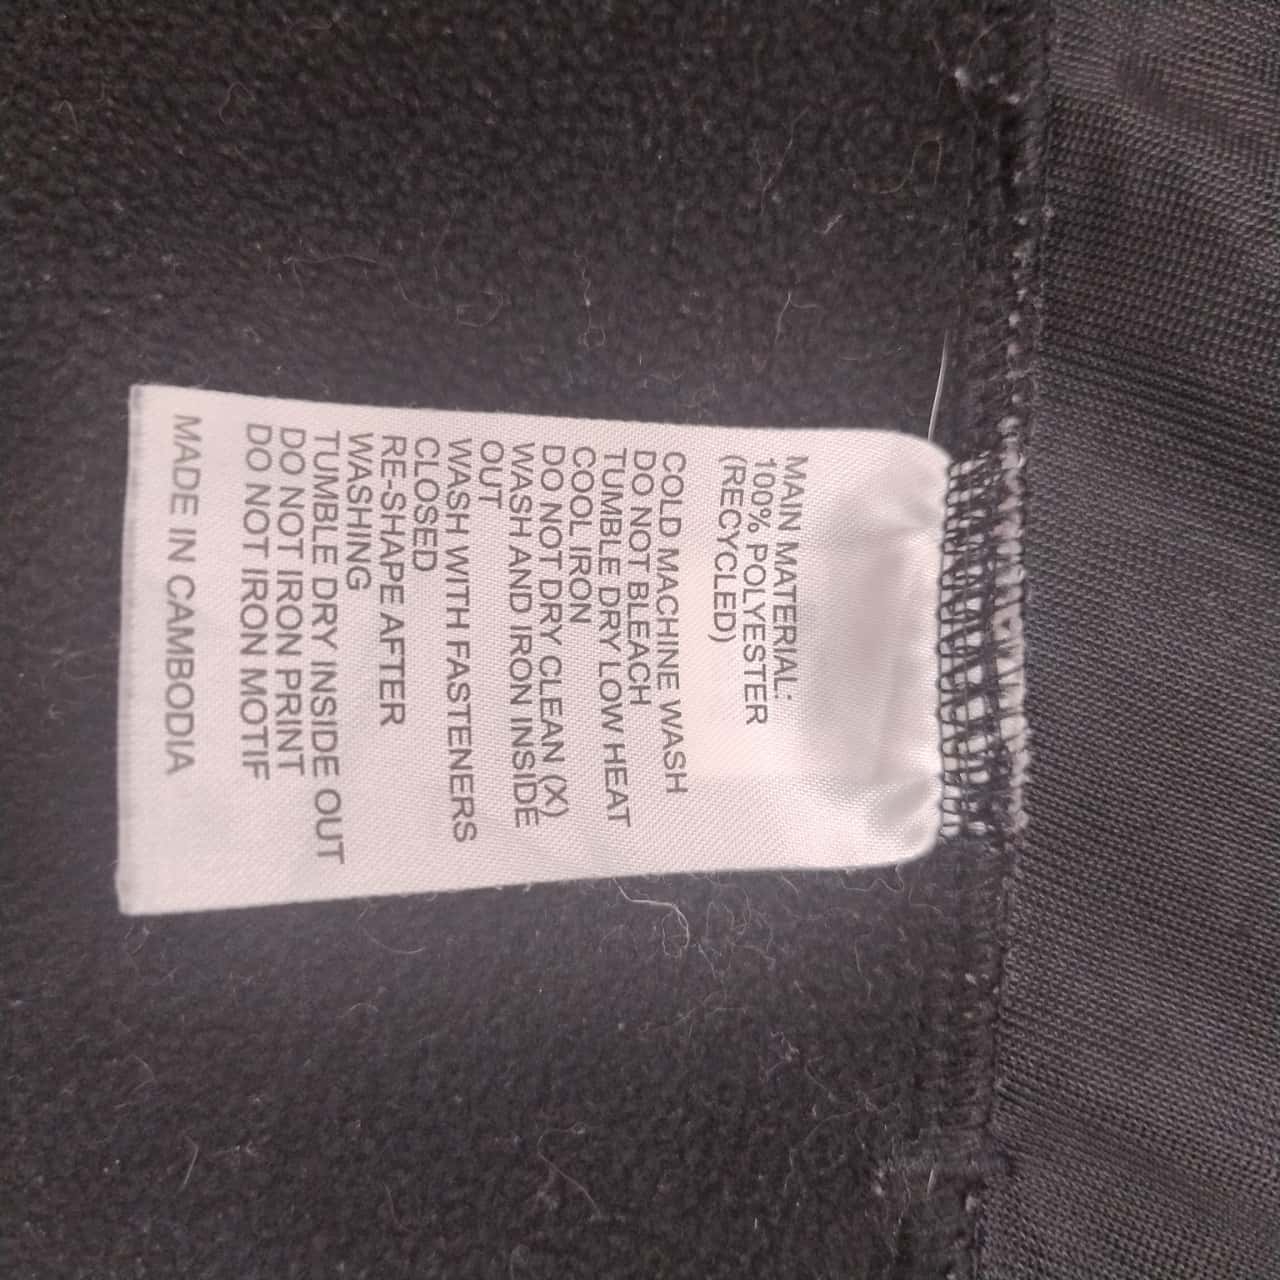 MAIN MATERIAL:
100% POLYESTER
(RECYCLED)
COLD MACHINE WASH
DO NOT BLEACH
TUMBLE DRY LOW HEAT
COOL IRON
DO NOT DRY CLEAN (X)
WASH AND IRON INSIDE
OUT
WASH WITH FASTENERS
CLOSED
RE-SHAPE AFTER
WASHING
TUMBLE DRY INSIDE OUT
DO NOT IRON PRINT
DO NOT IRON MOTIF
MADE IN CAMBODIA